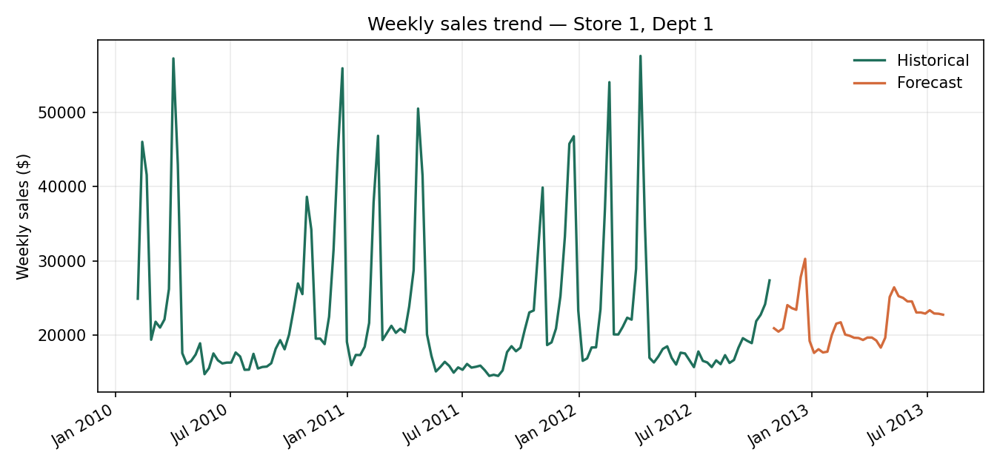 Weekly sales trend — Store 1, Dept 1
Historical
Forecast
Weekly sales ($)
50000
40000
30000
20000
Jan 2010
Jul 2010
Jan 2011
Jul 2011
Jan 2012
Jul 2012
Jan 2013
Jul 2013